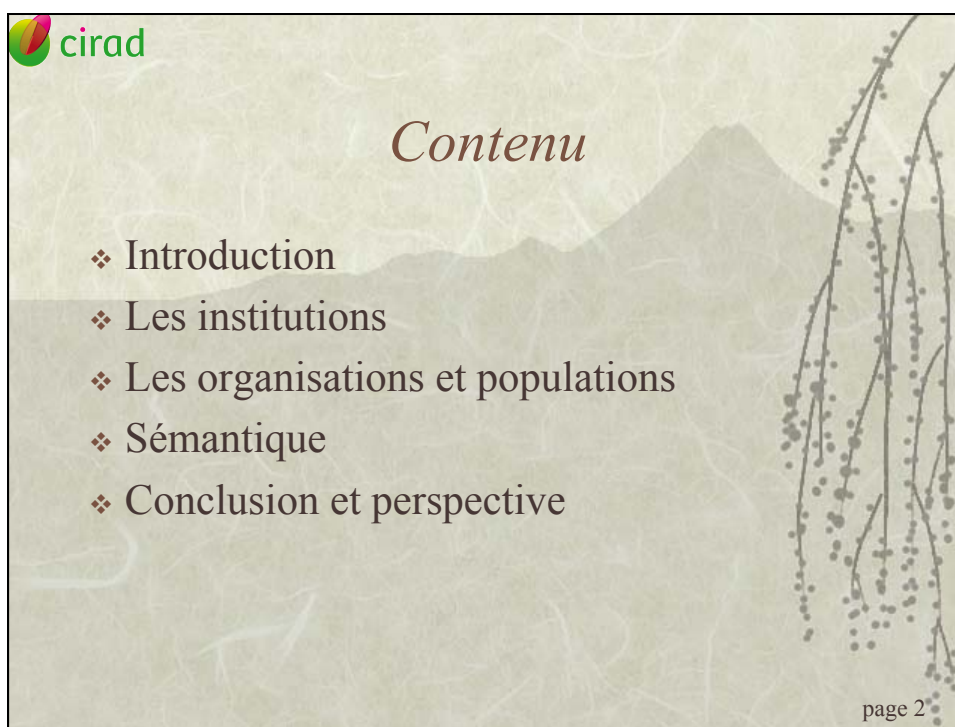 cirad
Contenu
Introduction
Les institutions
Les organisations et populations
Sémantique
Conclusion et perspective
page 2